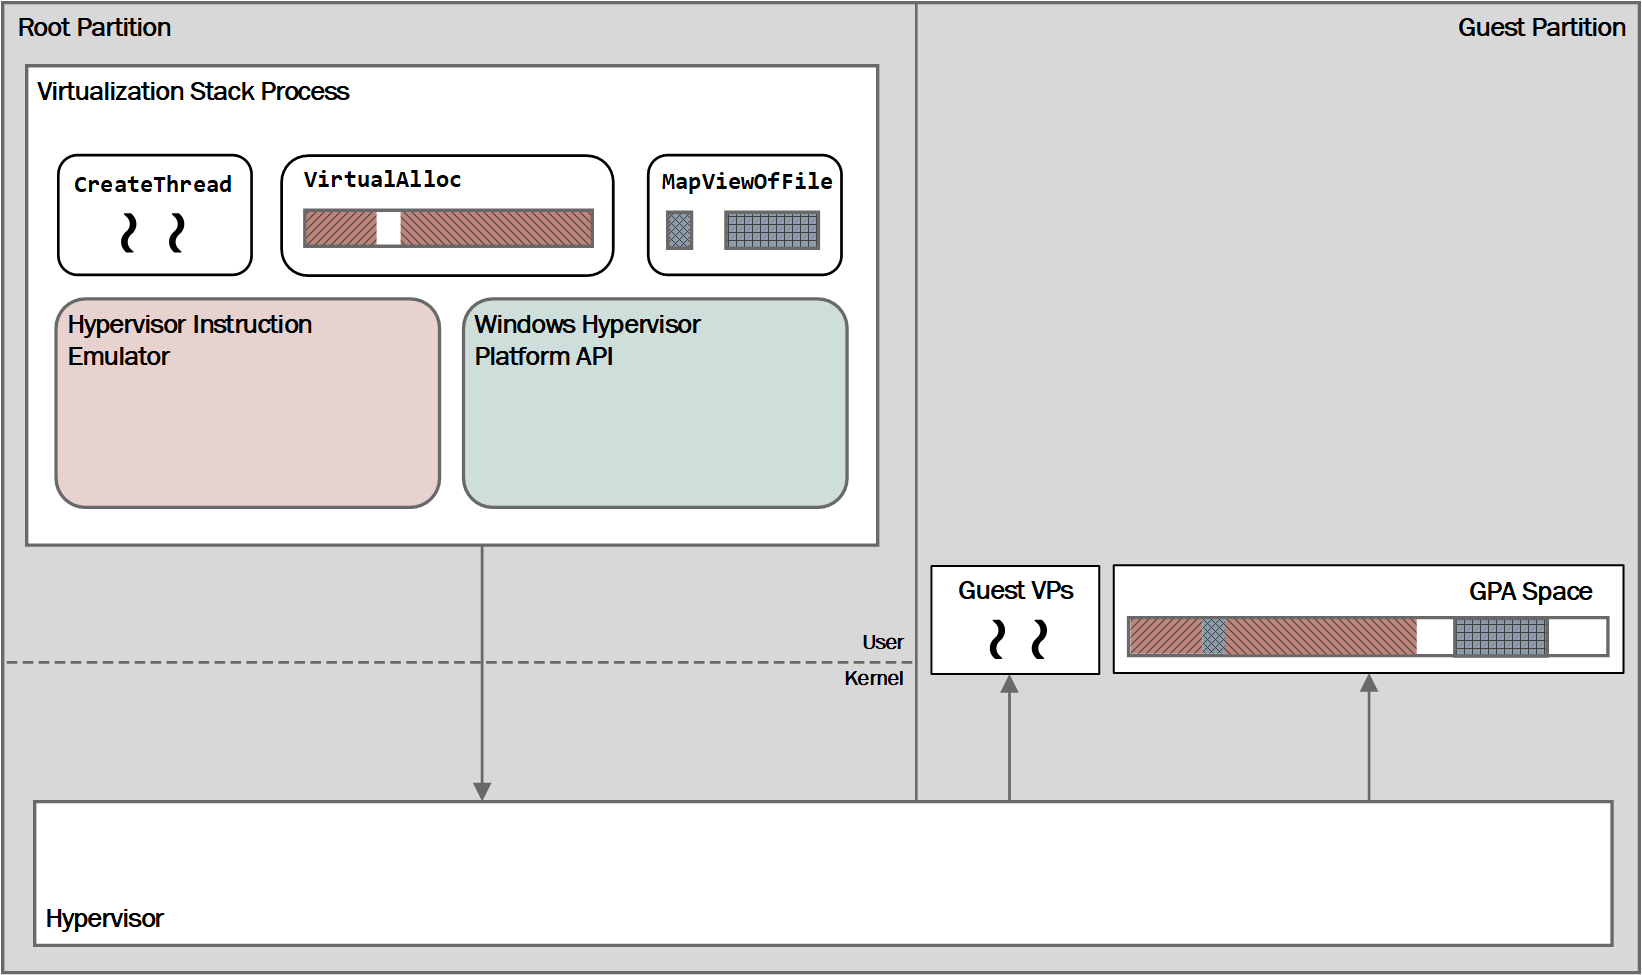 Root Partition
Guest Partition
Virtualization Stack Process
CreateThread
VirtualAlloc
MapViewOfFile
Hypervisor Instruction
Emulator
Windows Hypervisor
Platform API
Guest VPs
GPA Space
User
Kernel
Hypervisor